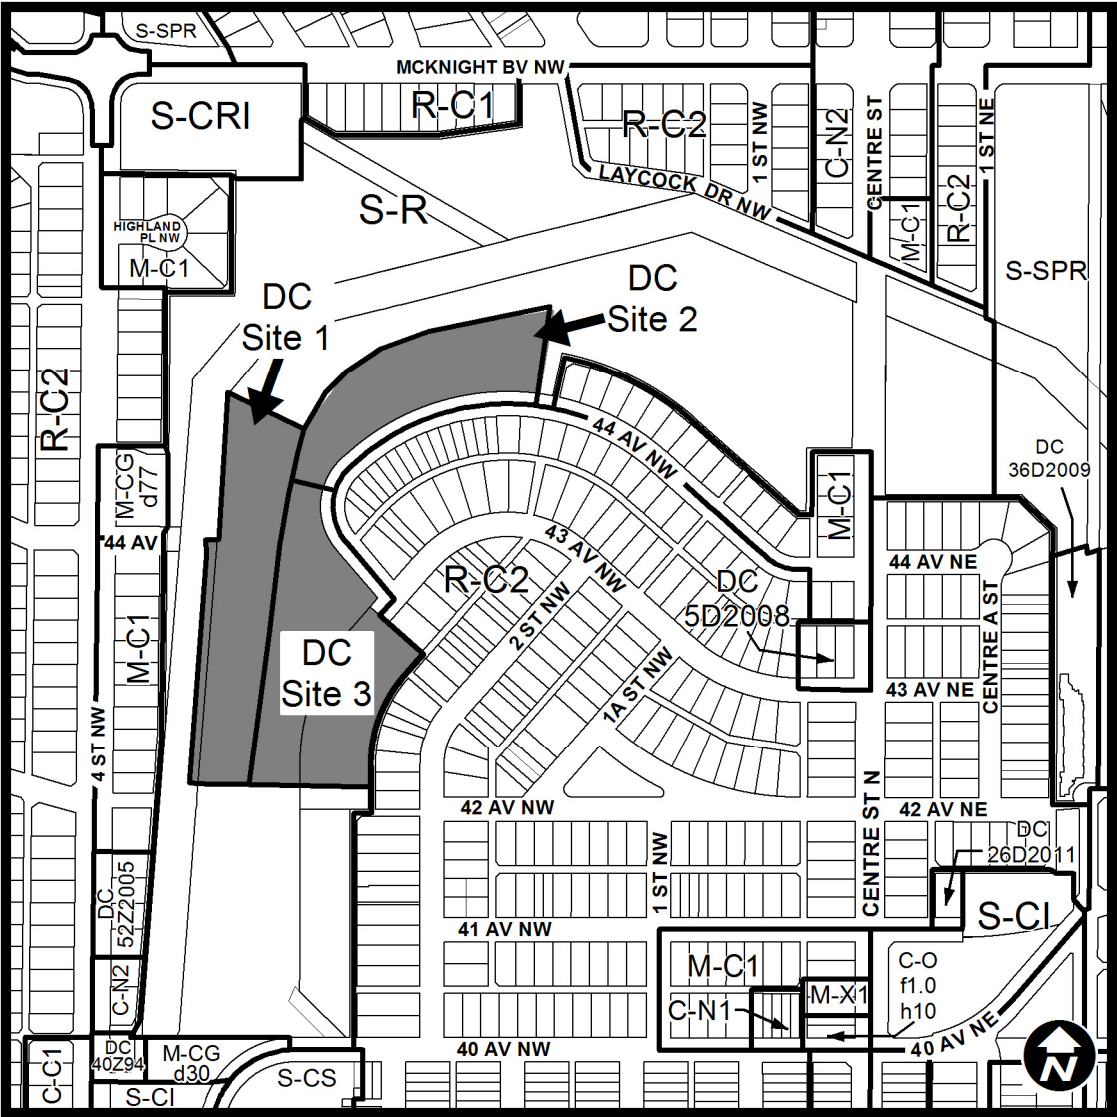 S-SPR
MCKNIGHT BV NW
S-CRI
R-C1
R-C2
1 ST NW
C-N2
CENTRE ST
1 ST NE
LAYCOCK DR NW
M-C1
R-C2
S-R
HIGHLAND
PL NW
M-C1
S-SPR
DC
Site 1
DC
Site 2
R-C2
44 AV NW
DC
36D2009
M-CG
d77
M-C1
44 AV
43 AV NW
44 AV NE
R-C2
DC
5D2008
2 ST NW
CENTRE A ST
M-C1
DC
Site 3
1A ST NW
43 AV NE
4 ST NW
42 AV NW
CENTRE ST N
42 AV NE
DC
26D2011
DC
52Z2005
1 ST NW
S-CI
41 AV NW
M-C1
C-O
f1.0
h10
C-N2
M-X1
C-N1
DC
40Z94
M-CG
d30
40 AV NW
40 AV NE
C-C1
S-CS
S-CI
N